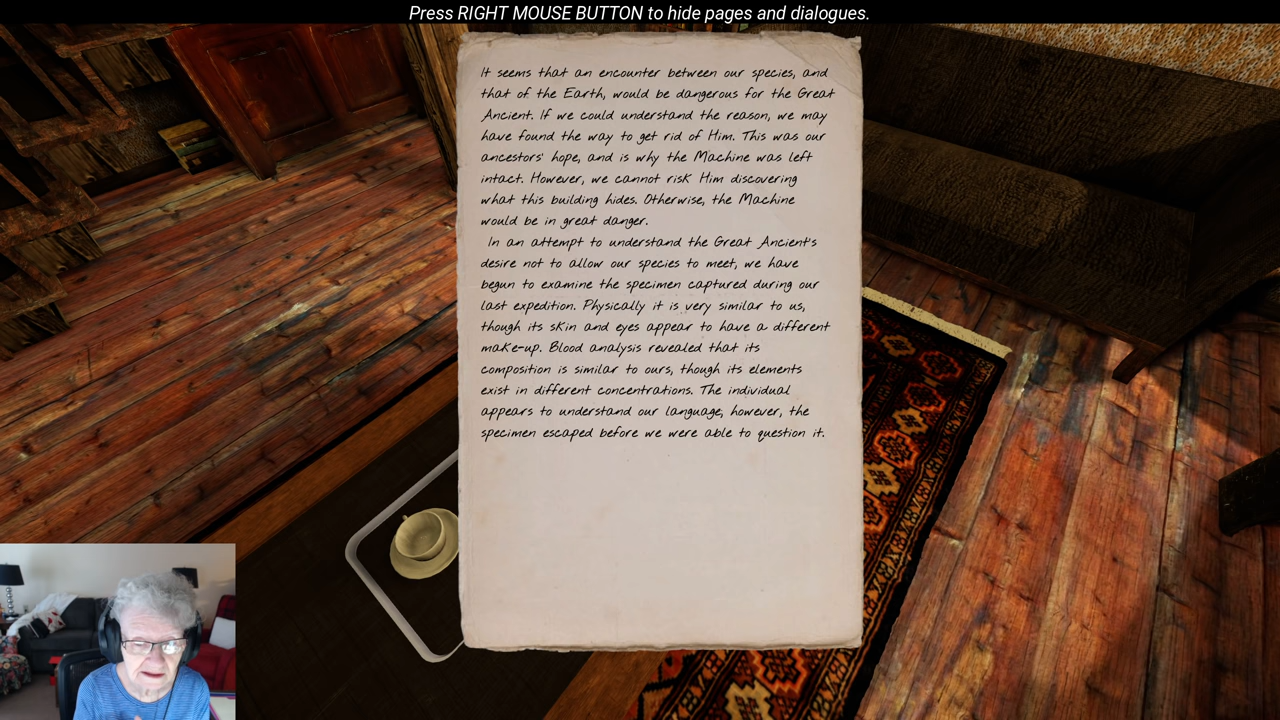 Press RIGHT MOUSE BUTTON to hide pages and dialogues.
It seems that an encounter between our species, and
that of the Earth, would be dangerous for the Great
Ancient. If we could understand the reason, we may
have found the way to get rid of Him. This was our
ancestors' hope, and is why the Machine was left
intact. However, we cannot risk Him discovering
what this building hides. Otherwise, the Machine
would be in great danger.
In an attempt to understand the Great Ancient's
desire not to allow our species to meet, we have
begun to examine the specimen captured during our
last expedition. Physically it is very similar to us,
though its skin and eyes appear to have a different
make-up. Blood analysis revealed that its
composition is similar to ours, though its elements
exist in different concentrations. The individual
appears to understand our language, however, the
specimen escaped before we were able to question it.